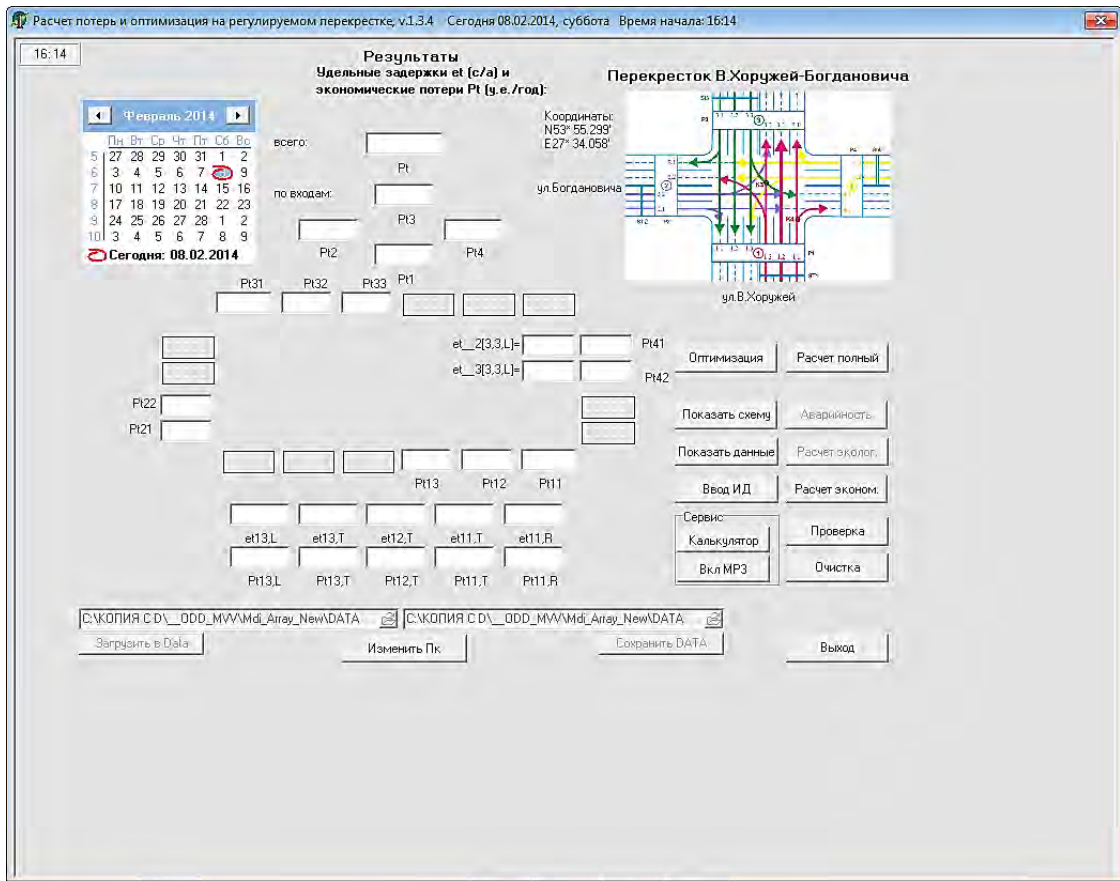 Расчет потерь и оптимизация на регулируемом перекрестке, v.1.3.4 Сегодня 08.02.2014, суббота Время начала: 16:14
16:14
Результаты
Удельные задержки et (с/а) и
экономические потери Pt (у.е./год):
Перекресток В.Хоружей-Богдановича
Февраль 2014
Пн Вт Ср Чт Пт Сб Вс
5 27 28 29 30 31 1 2
6 3 4 5 6 7 8 9
7 10 11 12 13 14 15 16
8 17 18 19 20 21 22 23
9 24 25 26 27 28 1 2
10 3 4 5 6 7 8 9
Сегодня: 08.02.2014
всего:
Pt
по входам:
Pt3
Pt2
Pt4
Pt1
Координаты:
N53* 55.299'
E27* 34.058'
ул.Богдановича
ул.В.Хоружей
Pt31 Pt32 Pt33
et__2[3,3,L]= Pt41
et__3[3,3,L]= Pt42
Pt22
Pt21
Pt13 Pt12 Pt11
et13,L et13,T et12,T et11,T et11,R
Pt13,L Pt13,T Pt12,T Pt11,T Pt11,R
Оптимизация Расчет полный
Показать схему Аварийность
Показать данные Расчет эколог.
Ввод ИД Расчет эконом.
Сервис
Калькулятор Проверка
Вкл MP3 Очистка
C:\КОПИЯ С D\__ODD_MVV\Mdi_Array_New\DATA C:\КОПИЯ С D\__ODD_MVV\Mdi_Array_New\DATA
Загрузить в Data Изменить Пк Сохранить DATA Выход